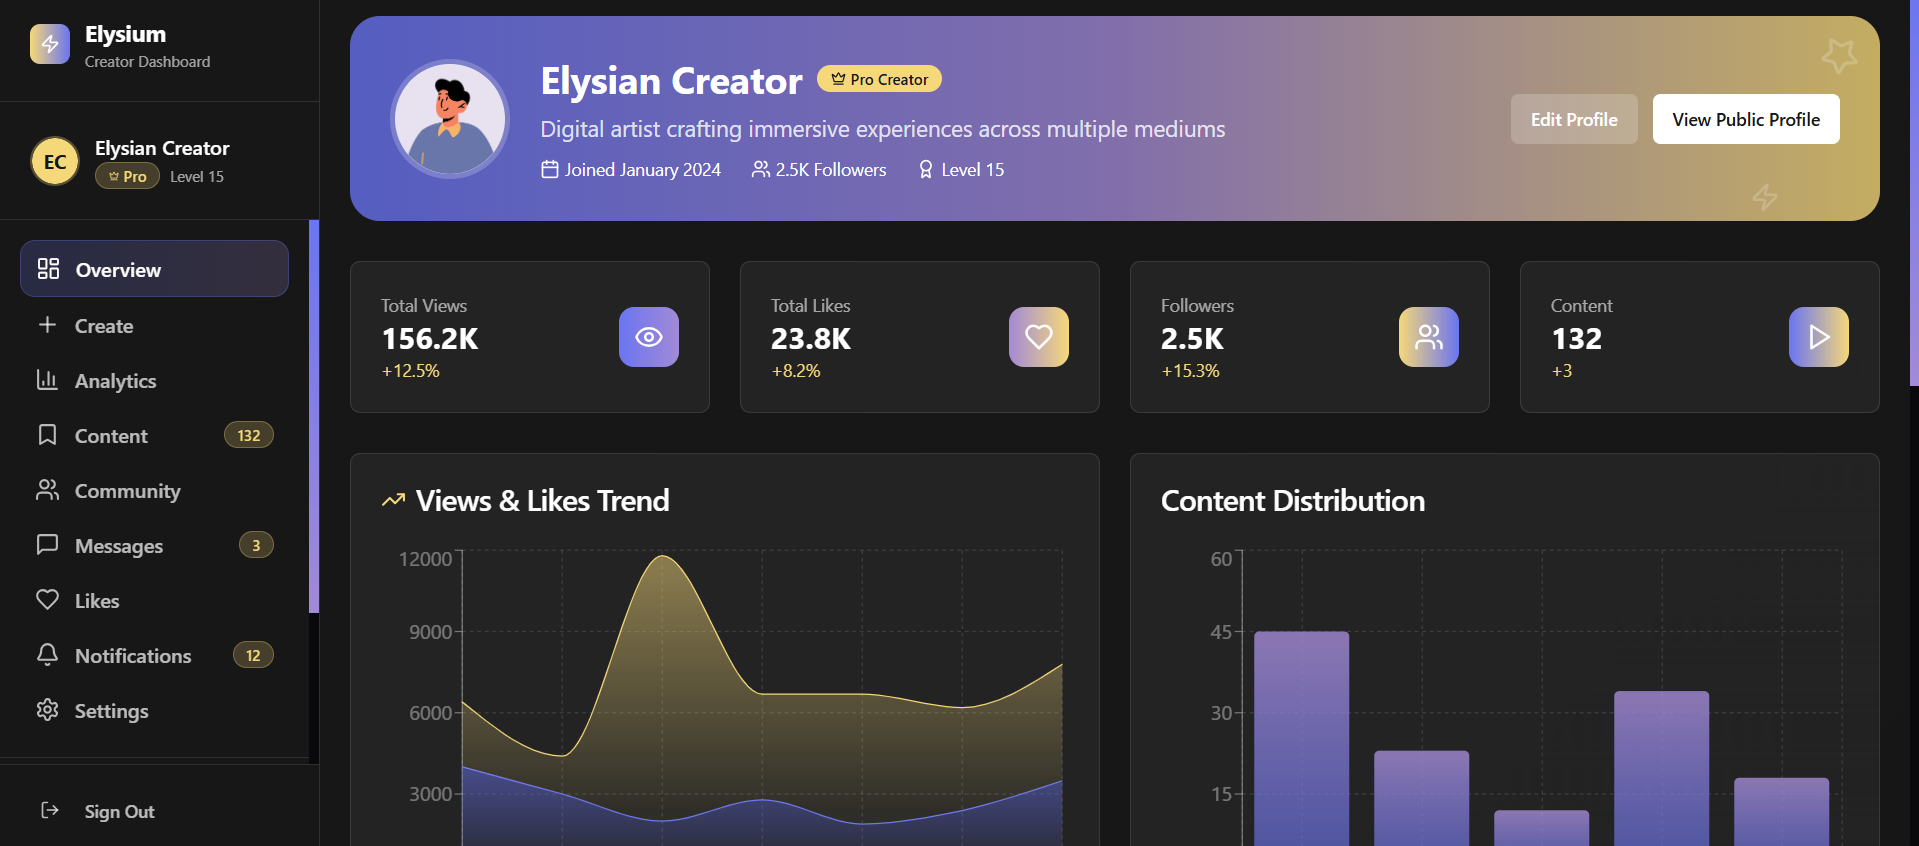 Elysium
Creator Dashboard
EC
Elysian Creator
Pro
Level 15
Overview
Create
Analytics
Content 132
Community
Messages 3
Likes
Notifications 12
Settings
Sign Out
Elysian Creator
Pro Creator
Digital artist crafting immersive experiences across multiple mediums
Joined January 2024
2.5K Followers
Level 15
Edit Profile
View Public Profile
Total Views
156.2K
+12.5%
Total Likes
23.8K
+8.2%
Followers
2.5K
+15.3%
Content
132
+3
Views & Likes Trend
12000
9000
6000
3000
Content Distribution
60
45
30
15